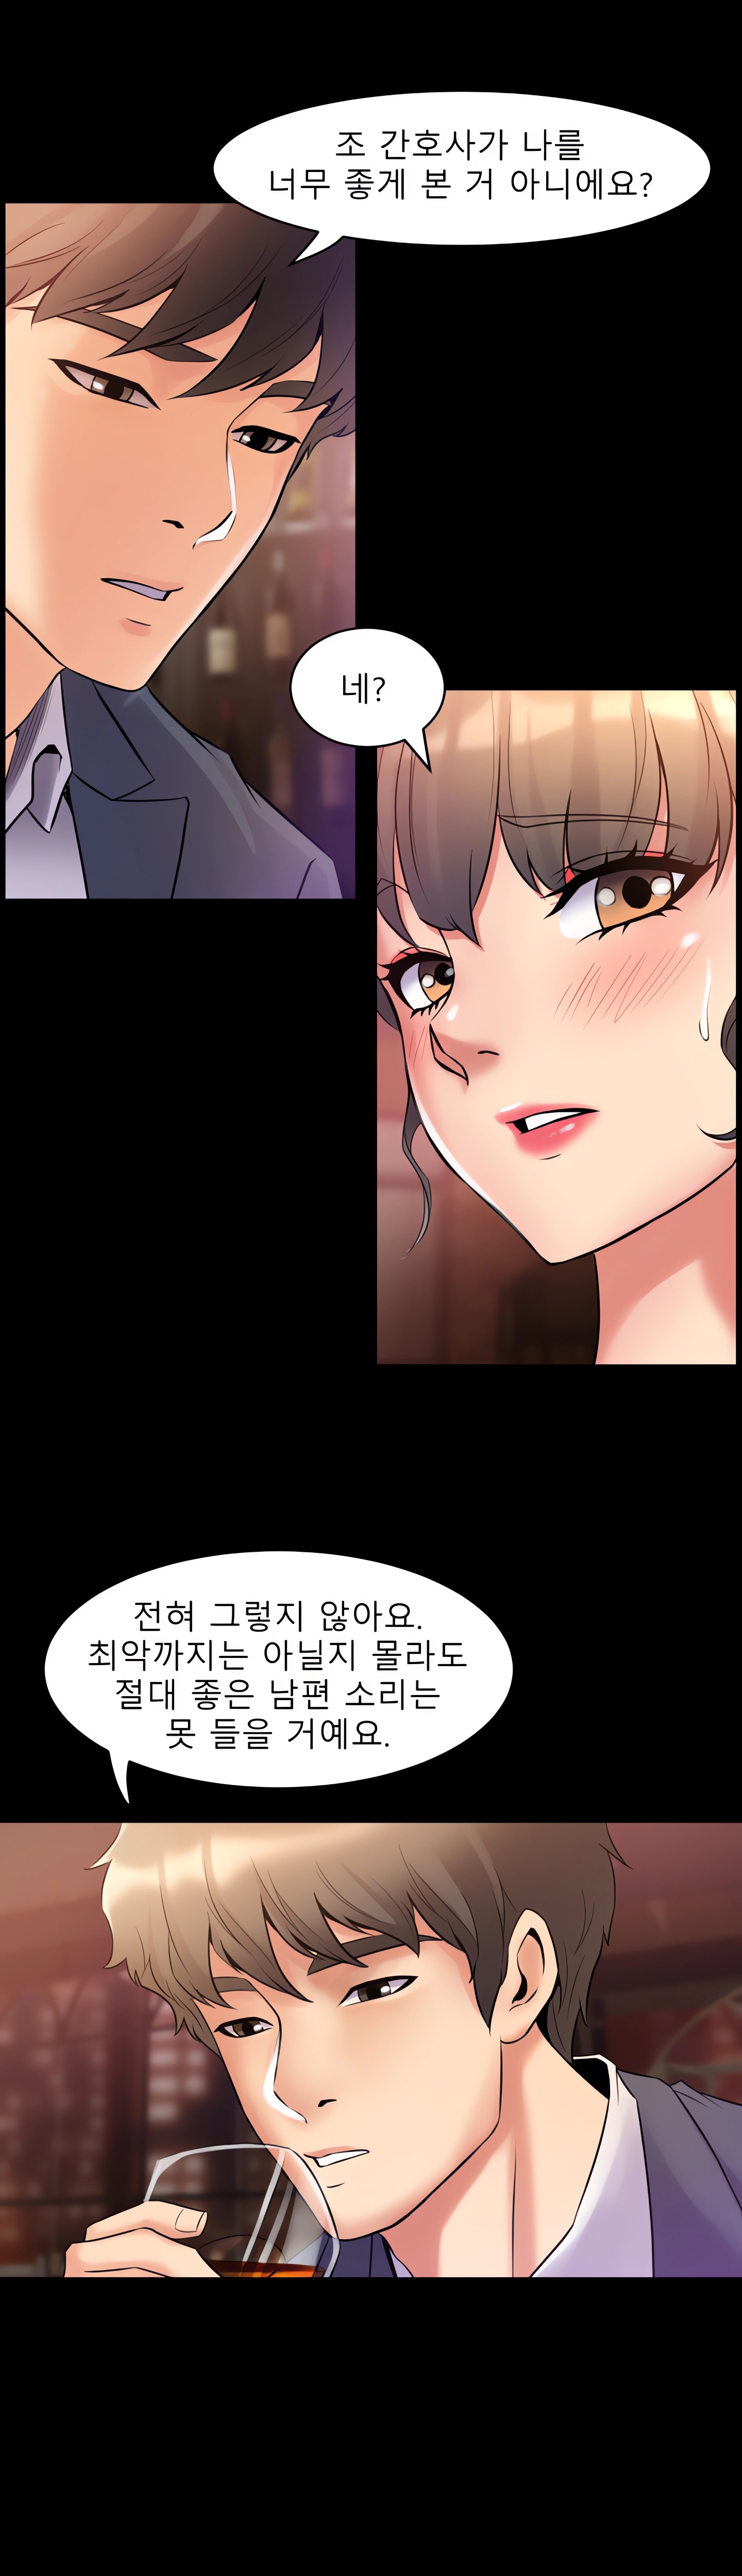 조 간호사가 나를
너무 좋게 본 거 아니에요?
네?
전혀 그렇지 않아요.
최악까지는 아닐지 몰라도
절대 좋은 남편 소리는
못 들을 거예요.